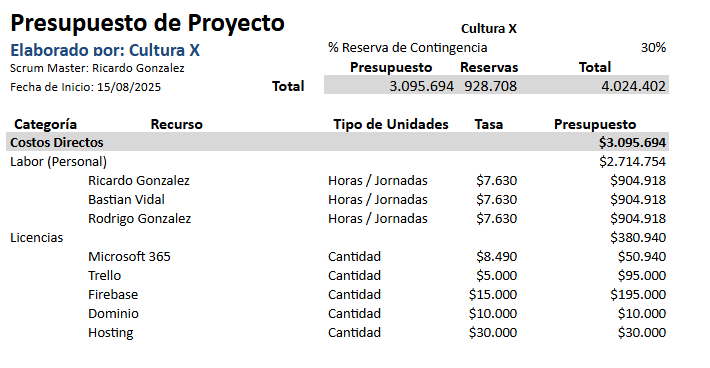 Presupuesto de Proyecto
Cultura X
Elaborado por: Cultura X % Reserva de Contingencia 30%
Scrum Master: Ricardo Gonzalez Presupuesto Reservas Total
Fecha de Inicio: 15/08/2025 Total 3.095.694 928.708 4.024.402
Categoría Recurso Tipo de Unidades Tasa Presupuesto
Costos Directos $3.095.694
Labor (Personal) $2.714.754
Ricardo Gonzalez Horas / Jornadas $7.630 $904.918
Bastian Vidal Horas / Jornadas $7.630 $904.918
Rodrigo Gonzalez Horas / Jornadas $7.630 $904.918
Licencias $380.940
Microsoft 365 Cantidad $8.490 $50.940
Trello Cantidad $5.000 $95.000
Firebase Cantidad $15.000 $195.000
Dominio Cantidad $10.000 $10.000
Hosting Cantidad $30.000 $30.000